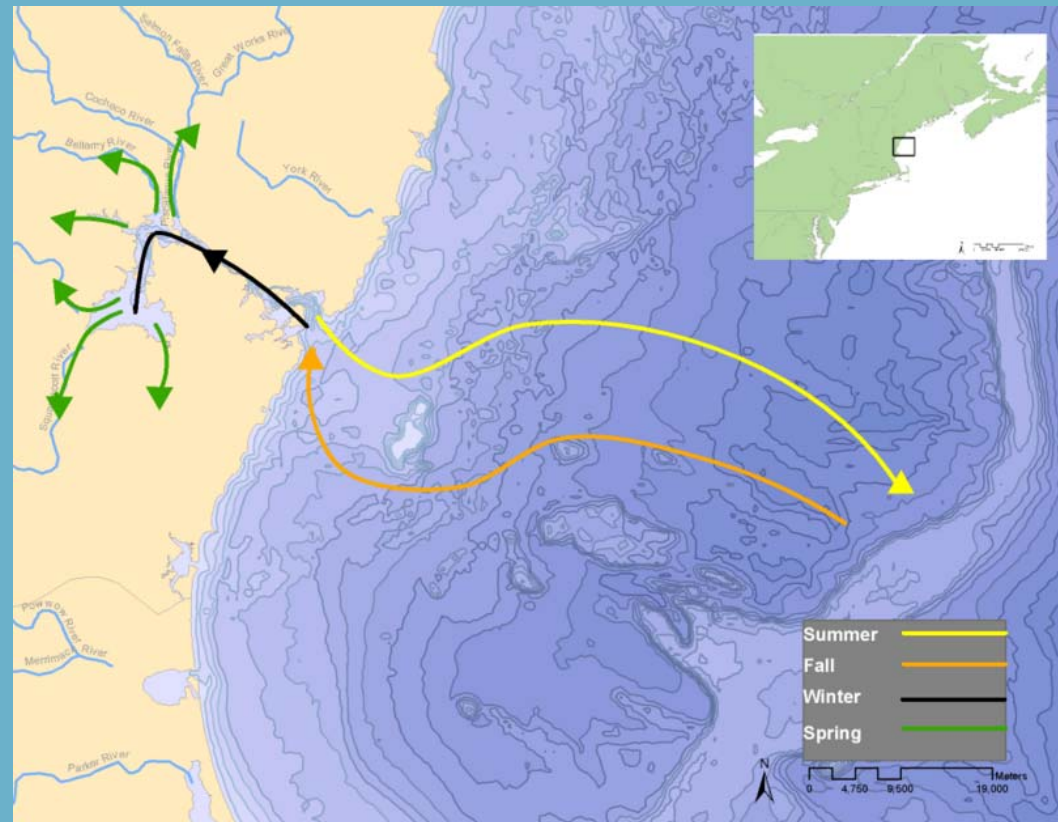 Salmon Falls River
Great Works River
Cocheco River
Bellamy River
York River
River
Powwow River
Merrimack River
Parker River
Summer
Fall
Winter
Spring
N
Meters
0 4,750 9,500 19,000